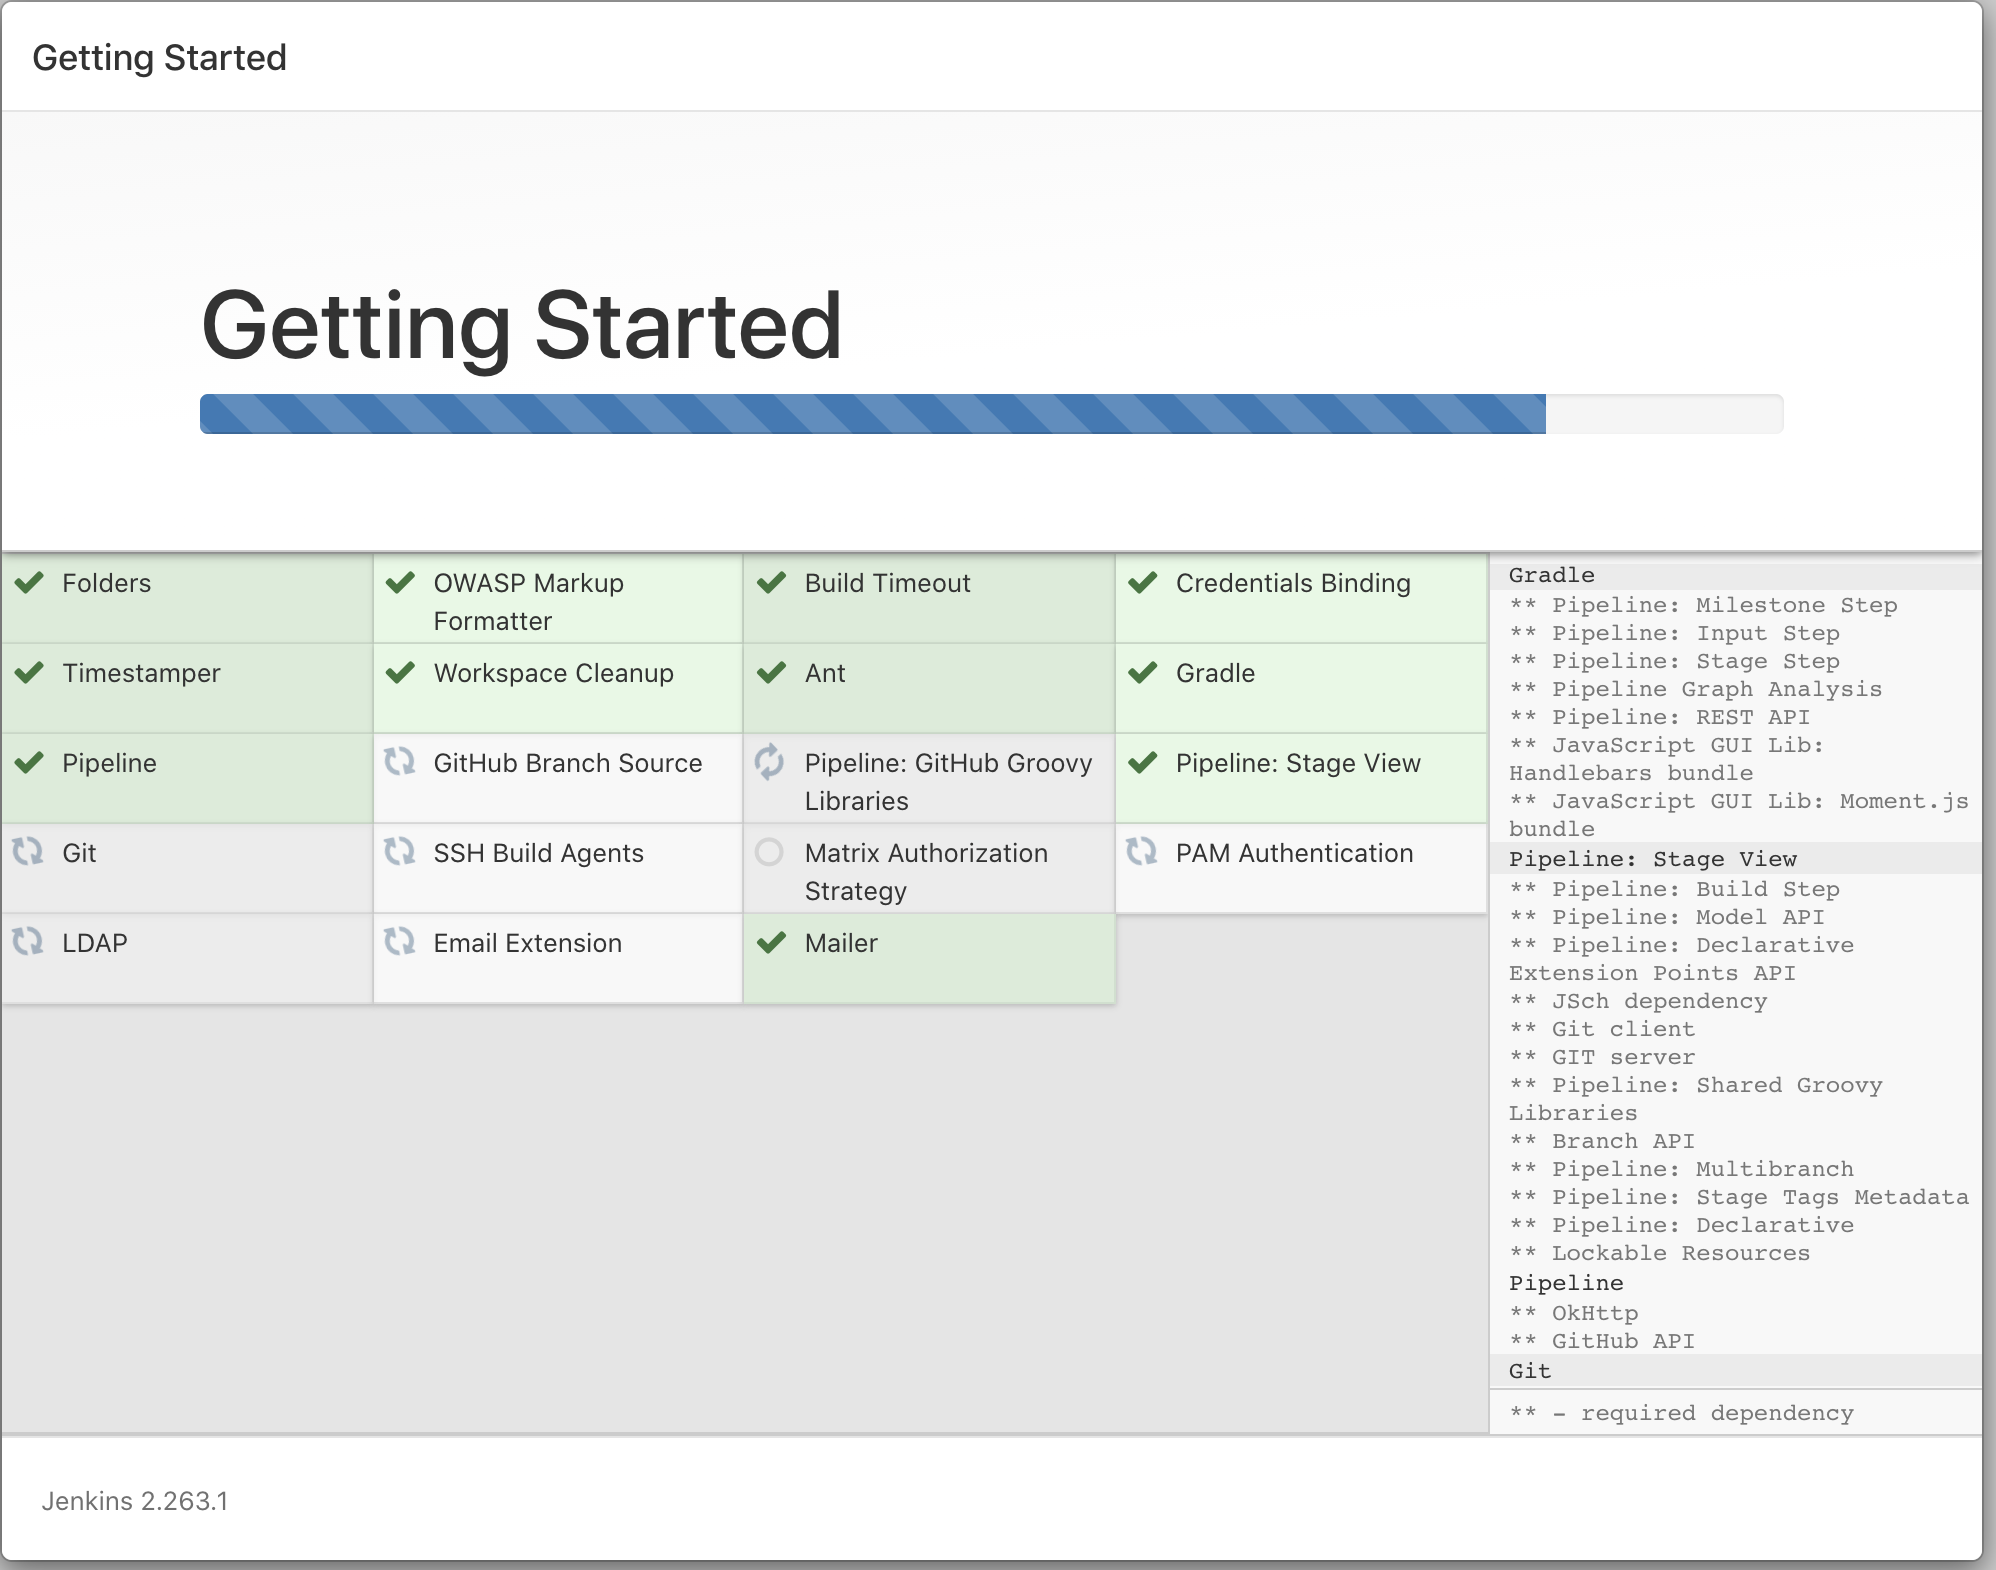 Getting Started
Getting Started
Folders
OWASP Markup
Formatter
Build Timeout
Credentials Binding
Timestamper
Workspace Cleanup
Ant
Gradle
Pipeline
GitHub Branch Source
Pipeline: GitHub Groovy
Libraries
Pipeline: Stage View
Git
SSH Build Agents
Matrix Authorization
Strategy
PAM Authentication
LDAP
Email Extension
Mailer
Gradle
** Pipeline: Milestone Step
** Pipeline: Input Step
** Pipeline: Stage Step
** Pipeline Graph Analysis
** Pipeline: REST API
** JavaScript GUI Lib:
Handlebars bundle
** JavaScript GUI Lib: Moment.js
bundle
Pipeline: Stage View
** Pipeline: Build Step
** Pipeline: Model API
** Pipeline: Declarative
Extension Points API
** JSch dependency
** Git client
** GIT server
** Pipeline: Shared Groovy
Libraries
** Branch API
** Pipeline: Multibranch
** Pipeline: Stage Tags Metadata
** Pipeline: Declarative
** Lockable Resources
Pipeline
** OkHttp
** GitHub API
Git
** - required dependency
Jenkins 2.263.1